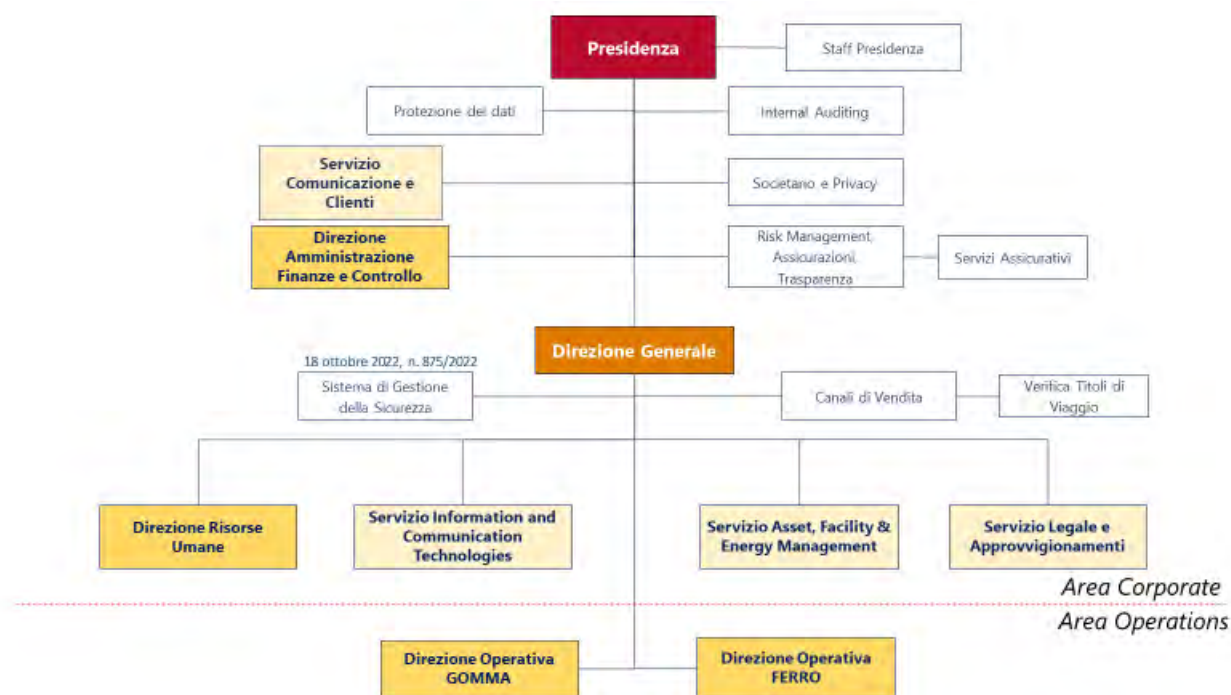 Presidenza
Staff Presidenza
Protezione dei dati
Internal Auditing
Servizio
Comunicazione e
Clienti
Societario e Privacy
Direzione
Amministrazione
Finanze e Controllo
Risk Management,
Assicurazioni,
Trasparenza
Servizi Assicurativi
Direzione Generale
18 ottobre 2022, n. 875/2022
Sistema di Gestione
della Sicurezza
Canali di Vendita
Verifica Titoli di
Viaggio
Direzione Risorse
Umane
Servizio Information and
Communication
Technologies
Servizio Asset, Facility &
Energy Management
Servizio Legale e
Approvvigionamenti
Area Corporate
Area Operations
Direzione Operativa
GOMMA
Direzione Operativa
FERRO